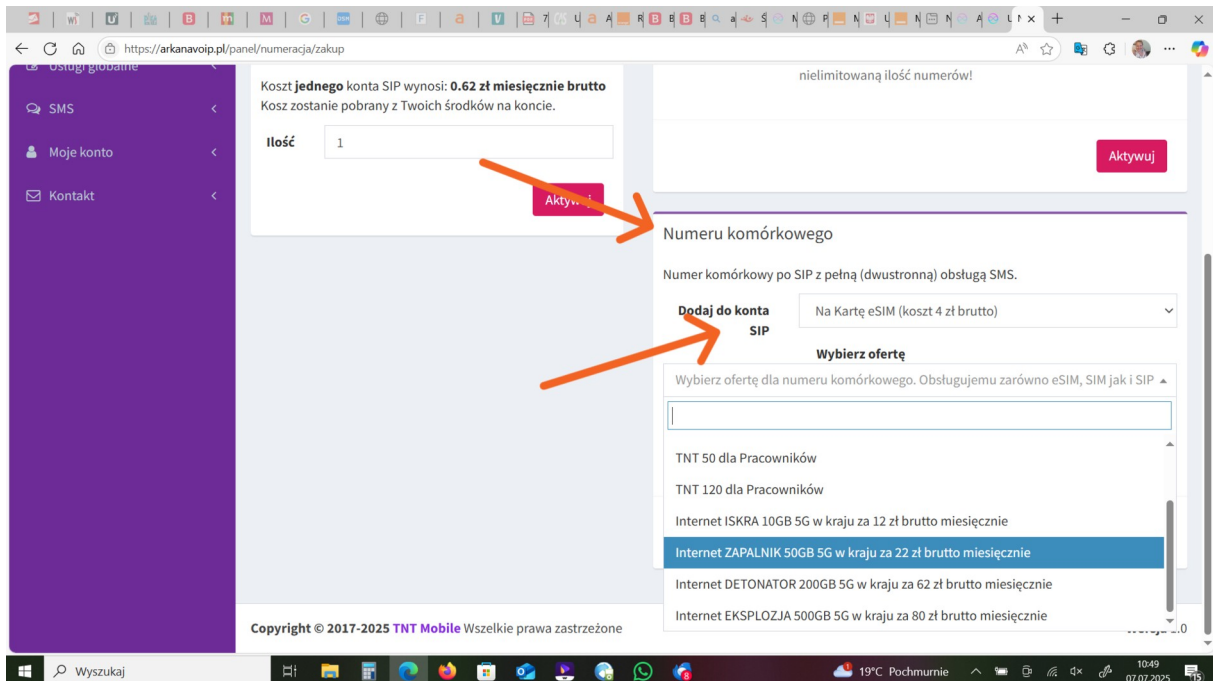 https://arkanavoip.pl/panel/numeracja/zakup
nielimitowaną ilość numerów!
Usługi globalne
SMS
Moje konto
Kontakt
Koszt jednego konta SIP wynosi: 0.62 zł miesięcznie brutto
Kosz zostanie pobrany z Twoich środków na koncie.
Ilość
1
Aktywuj
Aktywuj
Numeru komórkowego
Numer komórkowy po SIP z pełną (dwustronną) obsługą SMS.
Dodaj do konta
SIP
Na Kartę eSIM (koszt 4 zł brutto)
Wybierz ofertę
Wybierz ofertę dla numeru komórkowego. Obsługujemu zarówno eSIM, SIM jak i SIP
TNT 50 dla Pracowników
TNT 120 dla Pracowników
Internet ISKRA 10GB 5G w kraju za 12 zł brutto miesięcznie
Internet ZAPALNIK 50GB 5G w kraju za 22 zł brutto miesięcznie
Internet DETONATOR 200GB 5G w kraju za 62 zł brutto miesięcznie
Internet EKSPLOZJA 500GB 5G w kraju za 80 zł brutto miesięcznie
Copyright © 2017-2025 TNT Mobile Wszelkie prawa zastrzeżone
Wyszukaj
19°C Pochmurnie
10:49
07.07.2025